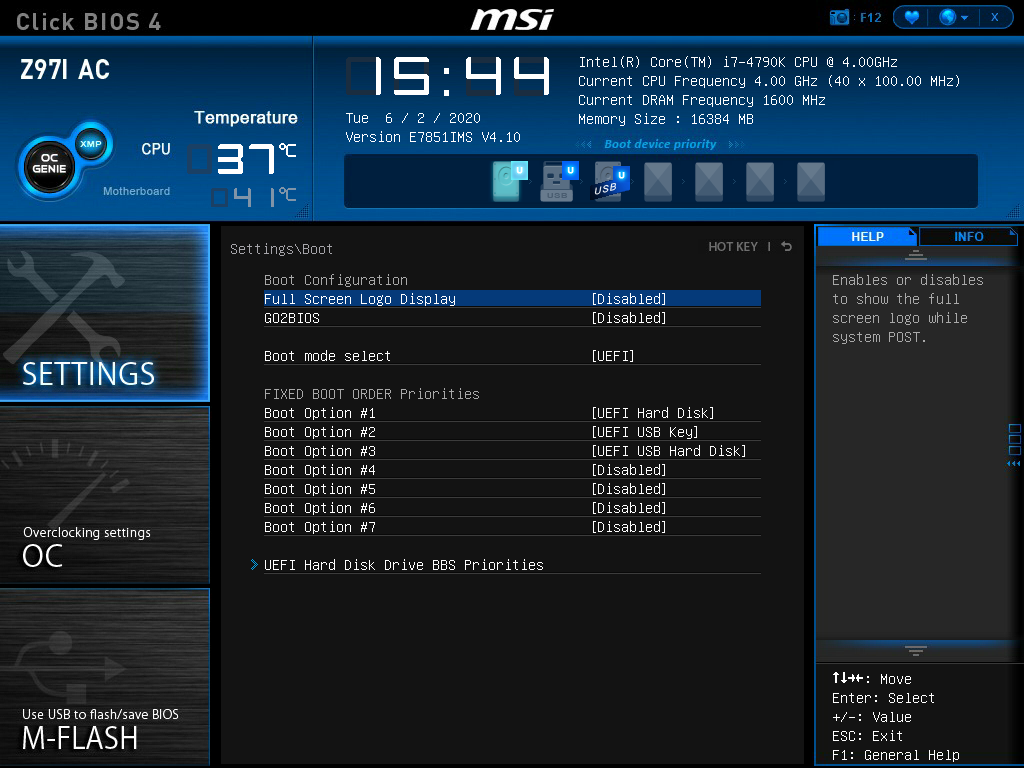 Click BIOS 4
msi
: F12
X
Z97I AC
15:44
Intel(R) Core(TM) i7-4790K CPU @ 4.00GHz
Current CPU Frequency 4.00 GHz (40 x 100.00 MHz)
Current DRAM Frequency 1600 MHz
Memory Size : 16384 MB
Tue 6 / 2 / 2020
Version E7851IMS V4.10
Temperature
OC GENIE
XMP
CPU
37°C
Motherboard
41°C
Boot device priority
U
U
USB
U
USB
Settings\Boot
HOT KEY |
Boot Configuration
Full Screen Logo Display [Disabled]
GO2BIOS [Disabled]
Boot mode select [UEFI]
FIXED BOOT ORDER Priorities
Boot Option #1 [UEFI Hard Disk]
Boot Option #2 [UEFI USB Key]
Boot Option #3 [UEFI USB Hard Disk]
Boot Option #4 [Disabled]
Boot Option #5 [Disabled]
Boot Option #6 [Disabled]
Boot Option #7 [Disabled]
> UEFI Hard Disk Drive BBS Priorities
SETTINGS
Overclocking settings
OC
Use USB to flash/save BIOS
M-FLASH
HELP
INFO
Enables or disables
to show the full
screen logo while
system POST.
↑↓→←: Move
Enter: Select
+/-: Value
ESC: Exit
F1: General Help